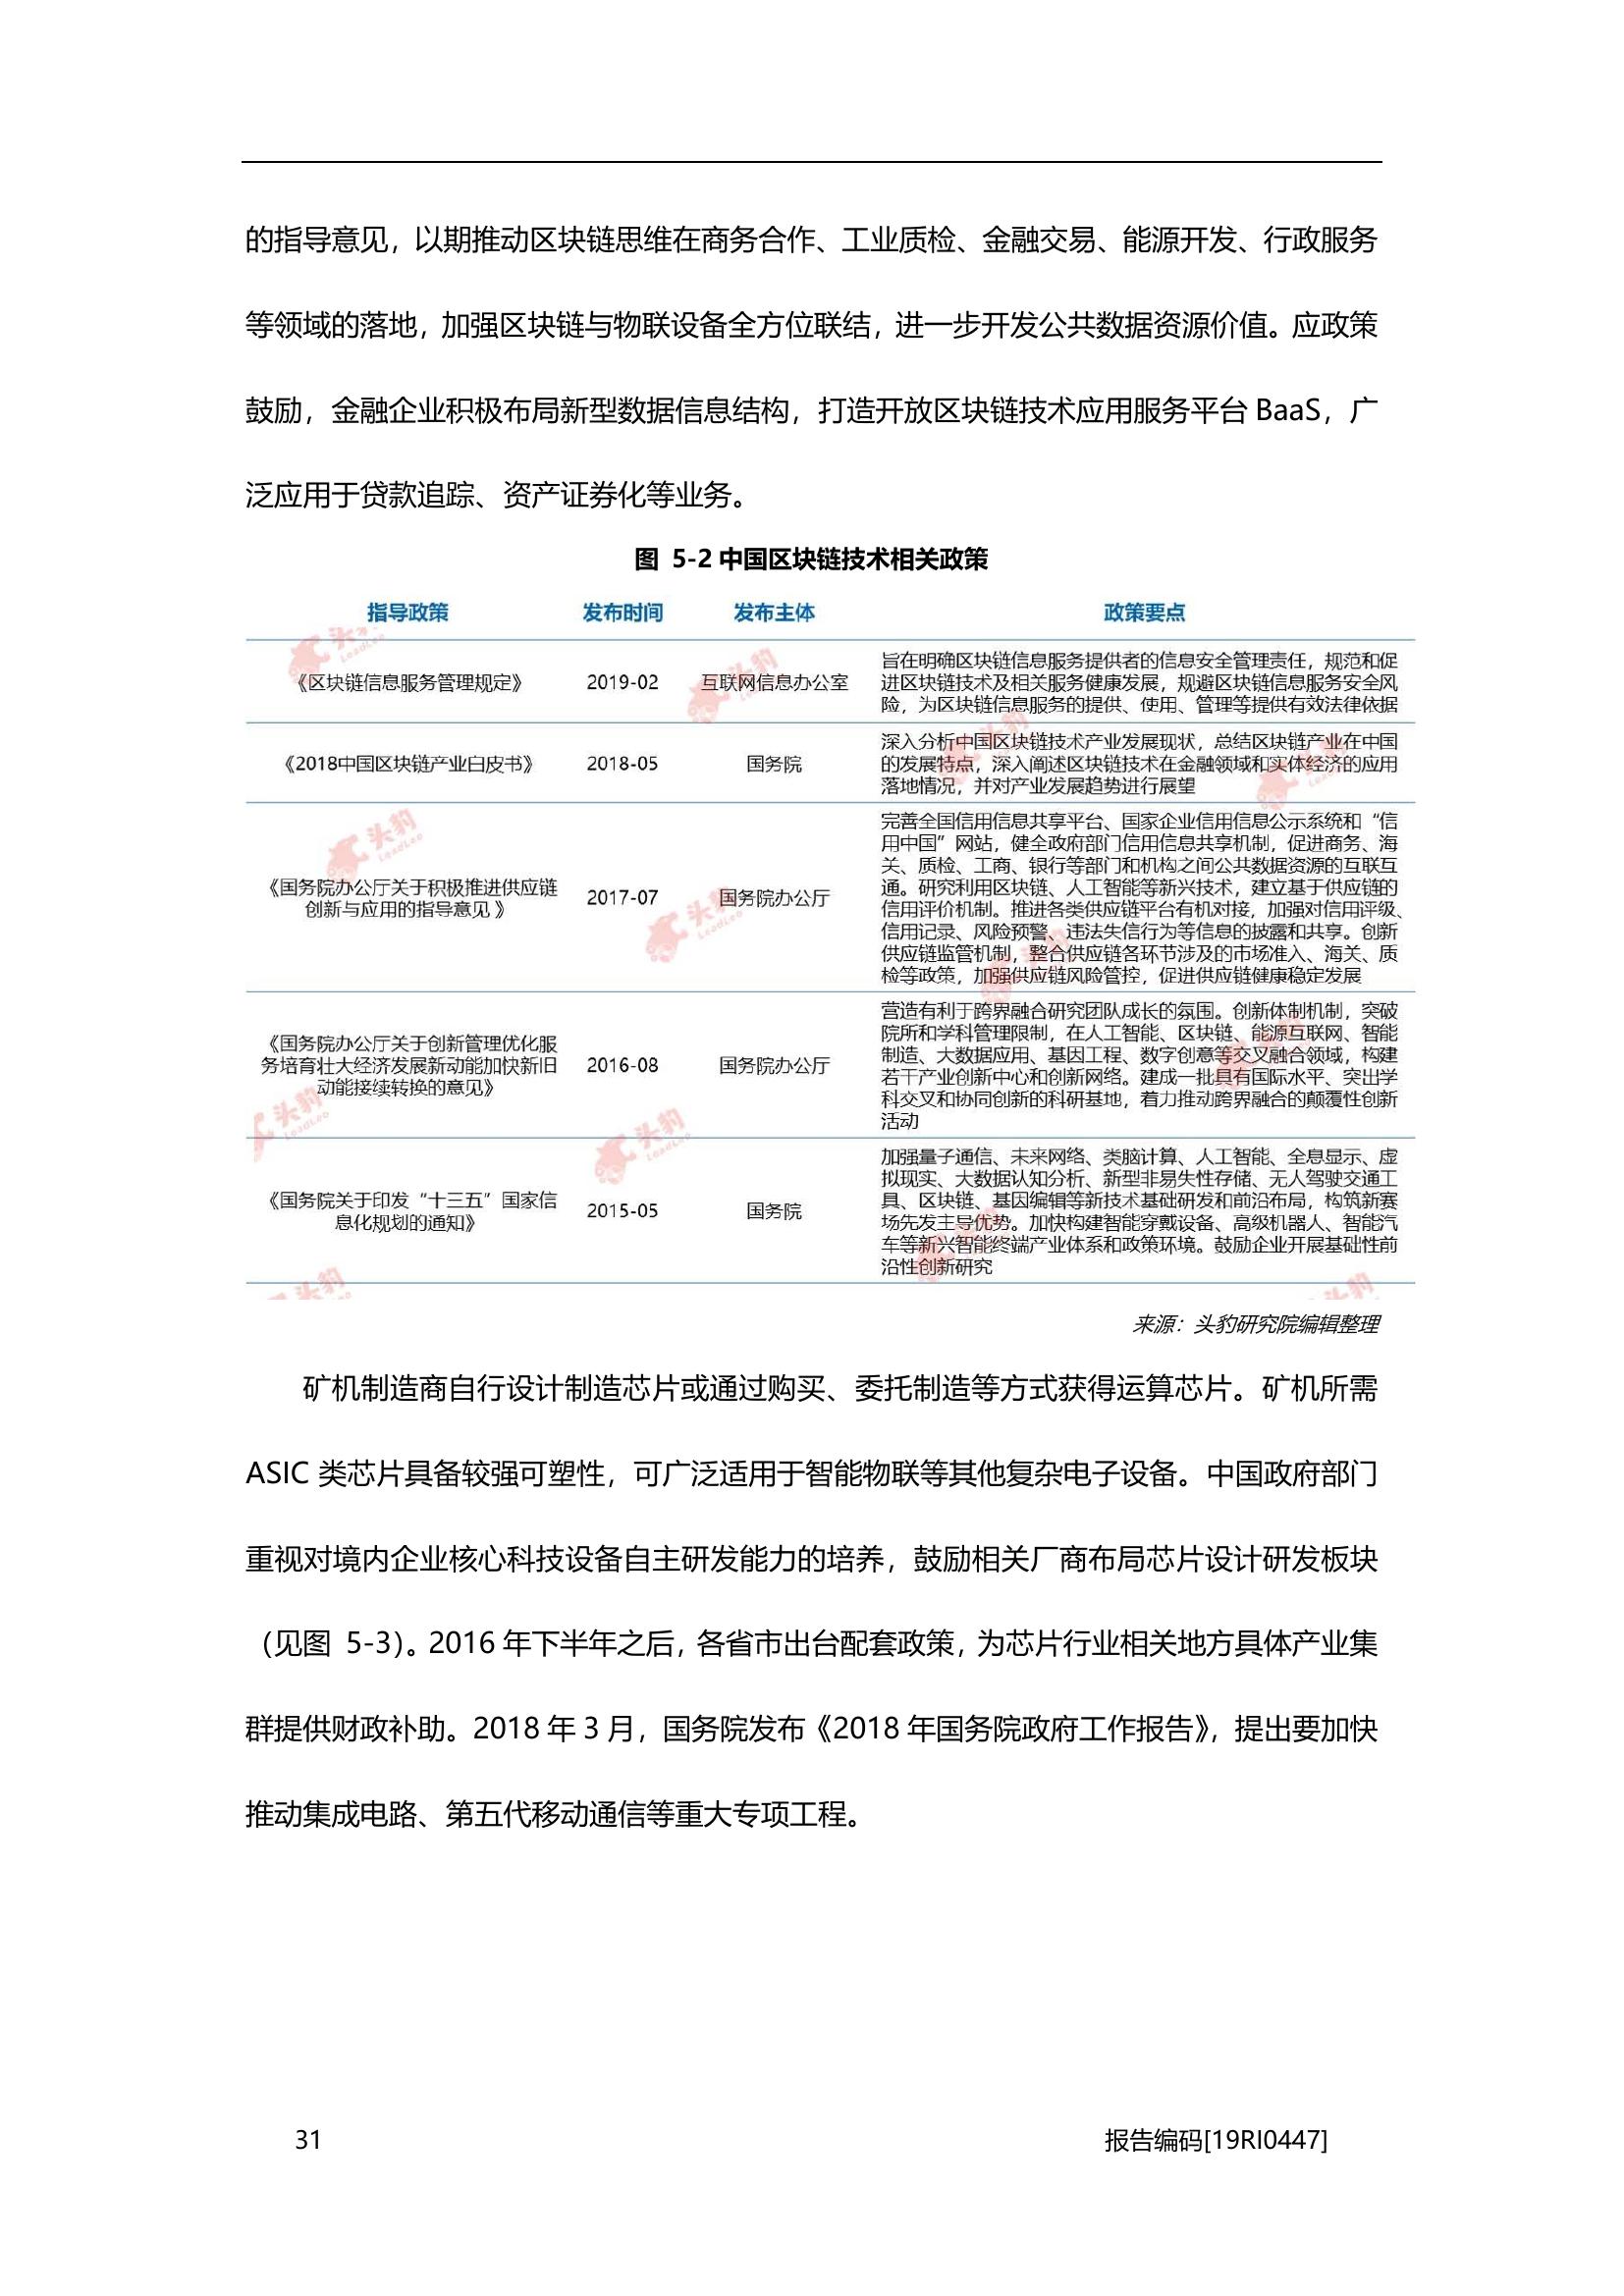 的指导意见，以期推动区块链思维在商务合作、工业质检、金融交易、能源开发、行政服务
等领域的落地，加强区块链与物联设备全方位联结，进一步开发公共数据资源价值。应政策
鼓励，金融企业积极布局新型数据信息结构，打造开放区块链技术应用服务平台 BaaS，广
泛应用于贷款追踪、资产证券化等业务。
图 5-2 中国区块链技术相关政策
指导政策 发布时间 发布主体 政策要点
《区块链信息服务管理规定》 2019-02 互联网信息办公室
旨在明确区块链信息服务提供者的信息安全管理责任，规范和促
进区块链技术及相关服务健康发展，规避区块链信息服务安全风
险，为区块链信息服务的提供、使用、管理等提供有效法律依据
《2018中国区块链产业白皮书》 2018-05 国务院
深入分析中国区块链技术产业发展现状，总结区块链产业在中国
的发展特点，深入阐述区块链技术在金融领域和实体经济的应用
落地情况，并对产业发展趋势进行展望
《国务院办公厅关于积极推进供应链
创新与应用的指导意见 》
2017-07 国务院办公厅
完善全国信用信息共享平台、国家企业信用信息公示系统和“信
用中国”网站，健全政府部门信用信息共享机制，促进商务、海
关、质检、工商、银行等部门和机构之间公共数据资源的互联互
通。研究利用区块链、人工智能等新兴技术，建立基于供应链的
信用评价机制。推进各类供应链平台有机对接，加强对信用评级、
信用记录、风险预警、违法失信行为等信息的披露和共享。创新
供应链监管机制，整合供应链各环节涉及的市场准入、海关、质
检等政策，加强供应链风险管控，促进供应链健康稳定发展
《国务院办公厅关于创新管理优化服
务培育壮大经济发展新动能加快新旧
动能接续转换的意见》
2016-08 国务院办公厅
营造有利于跨界融合研究团队成长的氛围。创新体制机制，突破
院所和学科管理限制，在人工智能、区块链、能源互联网、智能
制造、大数据应用、基因工程、数字创意等交叉融合领域，构建
若干产业创新中心和创新网络。建成一批具有国际水平、突出学
科交叉和协同创新的科研基地，着力推动跨界融合的颠覆性创新
活动
《国务院关于印发“十三五”国家信
息化规划的通知》
2015-05 国务院
加强量子通信、未来网络、类脑计算、人工智能、全息显示、虚
拟现实、大数据认知分析、新型非易失性存储、无人驾驶交通工
具、区块链、基因编辑等新技术基础研发和前沿布局，构筑新赛
场先发主导优势。加快构建智能穿戴设备、高级机器人、智能汽
车等新兴智能终端产业体系和政策环境。鼓励企业开展基础性前
沿性创新研究
来源：头豹研究院编辑整理
矿机制造商自行设计制造芯片或通过购买、委托制造等方式获得运算芯片。矿机所需
ASIC 类芯片具备较强可塑性，可广泛适用于智能物联等其他复杂电子设备。中国政府部门
重视对境内企业核心科技设备自主研发能力的培养，鼓励相关厂商布局芯片设计研发板块
（见图 5-3）。2016 年下半年之后，各省市出台配套政策，为芯片行业相关地方具体产业集
群提供财政补助。2018 年 3 月，国务院发布《2018 年国务院政府工作报告》，提出要加快
推动集成电路、第五代移动通信等重大专项工程。
31 报告编码[19RI0447]